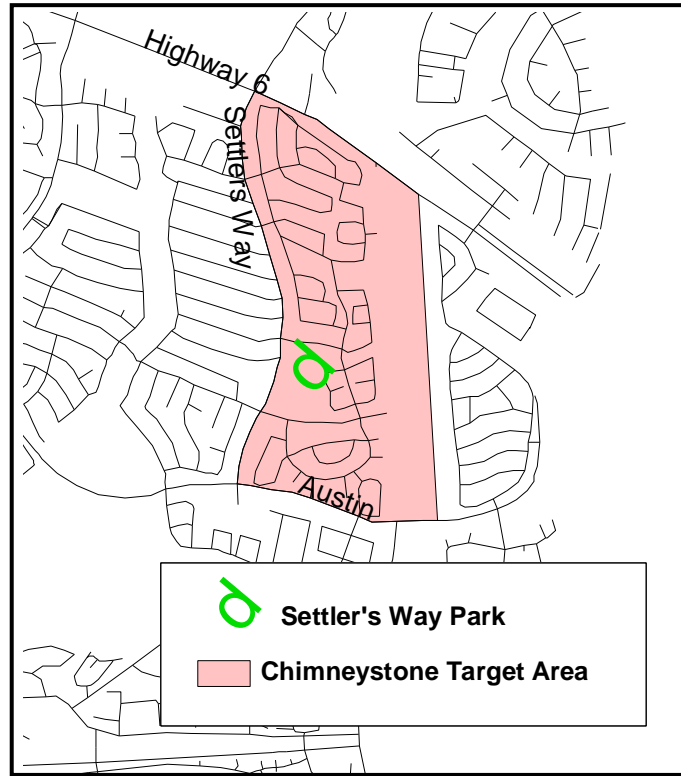 Highway 6
Settlers Way
Austin
Settler's Way Park
Chimneystone Target Area